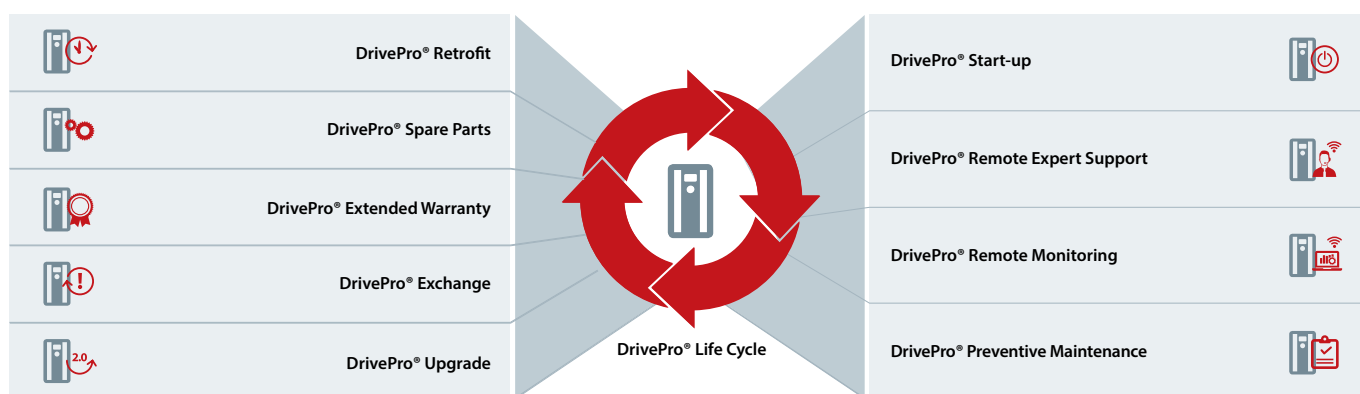 DrivePro® Retrofit
DrivePro® Spare Parts
DrivePro® Extended Warranty
DrivePro® Exchange
2.0
DrivePro® Upgrade
DrivePro® Life Cycle
DrivePro® Start-up
DrivePro® Remote Expert Support
DrivePro® Remote Monitoring
DrivePro® Preventive Maintenance